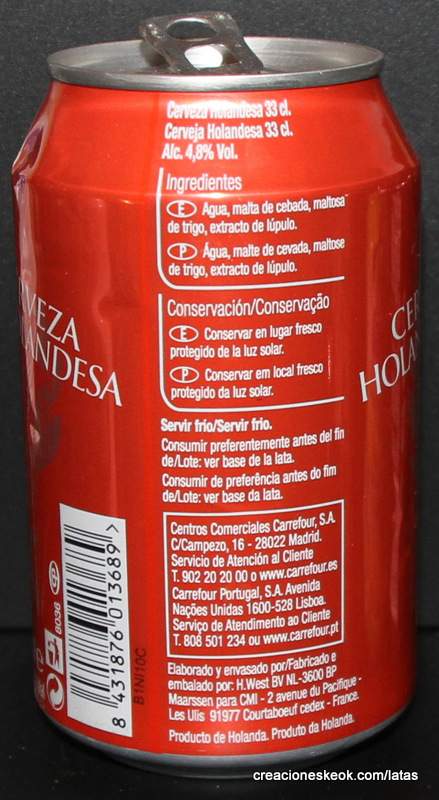 Cerveza Holandesa 33 cl.
Cerveja Holandesa 33 cl.
Alc. 4,8% Vol.
Ingredientes
E Agua, malta de cebada, maltosa
de trigo, extracto de lúpulo.
P Água, malte de cevada, maltose
de trigo, extracto de lúpulo.
Conservación/Conservação
E Conservar en lugar fresco
protegido de la luz solar.
P Conservar em local fresco
protegido da luz solar.
Servir frío/Servir frio.
Consumir preferentemente antes del fin
de/Lote: ver base de la lata.
Consumir de preferência antes do fim
de/Lote: ver base da lata.
Centros Comerciales Carrefour, S.A.
C/Campezo, 16 - 28022 Madrid.
Servicio de Atención al Cliente
T. 902 20 20 00 o www.carrefour.es
Carrefour Portugal, S.A. Avenida
Nações Unidas 1600-528 Lisboa.
Serviço de Atendimento ao Cliente
T. 808 501 234 ou www.carrefour.pt
Elaborado y envasado por/Fabricado e
embalado por: H.West BV NL-3600 BP
Maarssen para CMI - 2 avenue du Pacifique -
Les Ulis 91977 Courtaboeuf cedex - France.
Producto de Holanda. Produto da Holanda.
VEZA
ANDESA
CER
HOLAN
8036
8 431876 013689 >
B1NI10C
creacioneskeok.com/latas